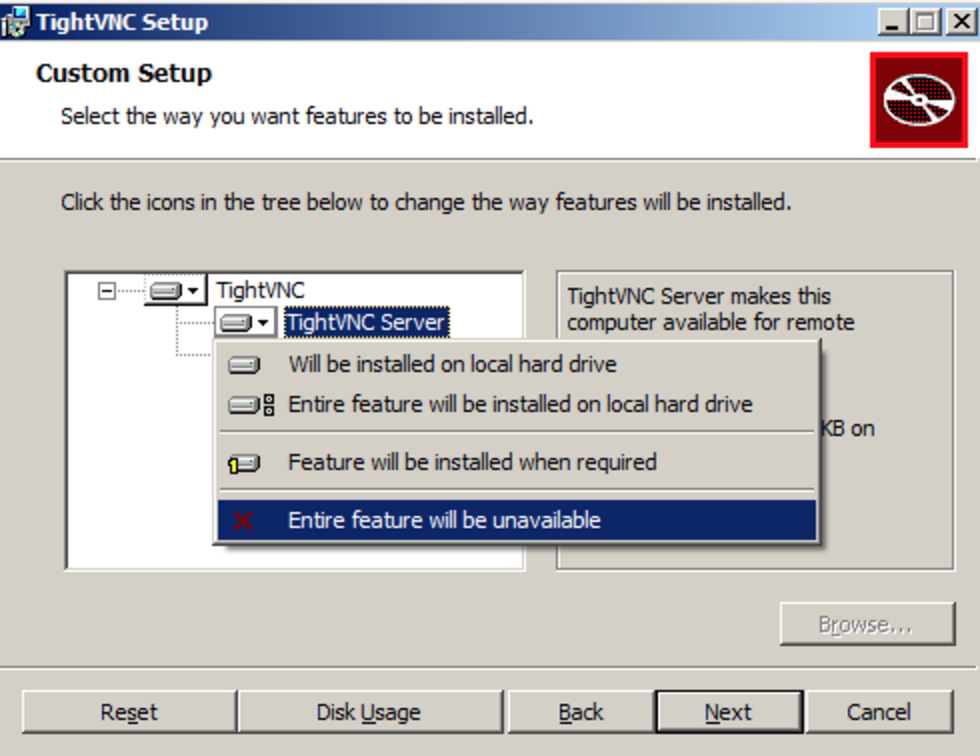 TightVNC Setup
Custom Setup
Select the way you want features to be installed.
Click the icons in the tree below to change the way features will be installed.
TightVNC
TightVNC Server
Will be installed on local hard drive
Entire feature will be installed on local hard drive
Feature will be installed when required
Entire feature will be unavailable
TightVNC Server makes this
computer available for remote
KB on
Browse...
Reset
Disk Usage
Back
Next
Cancel